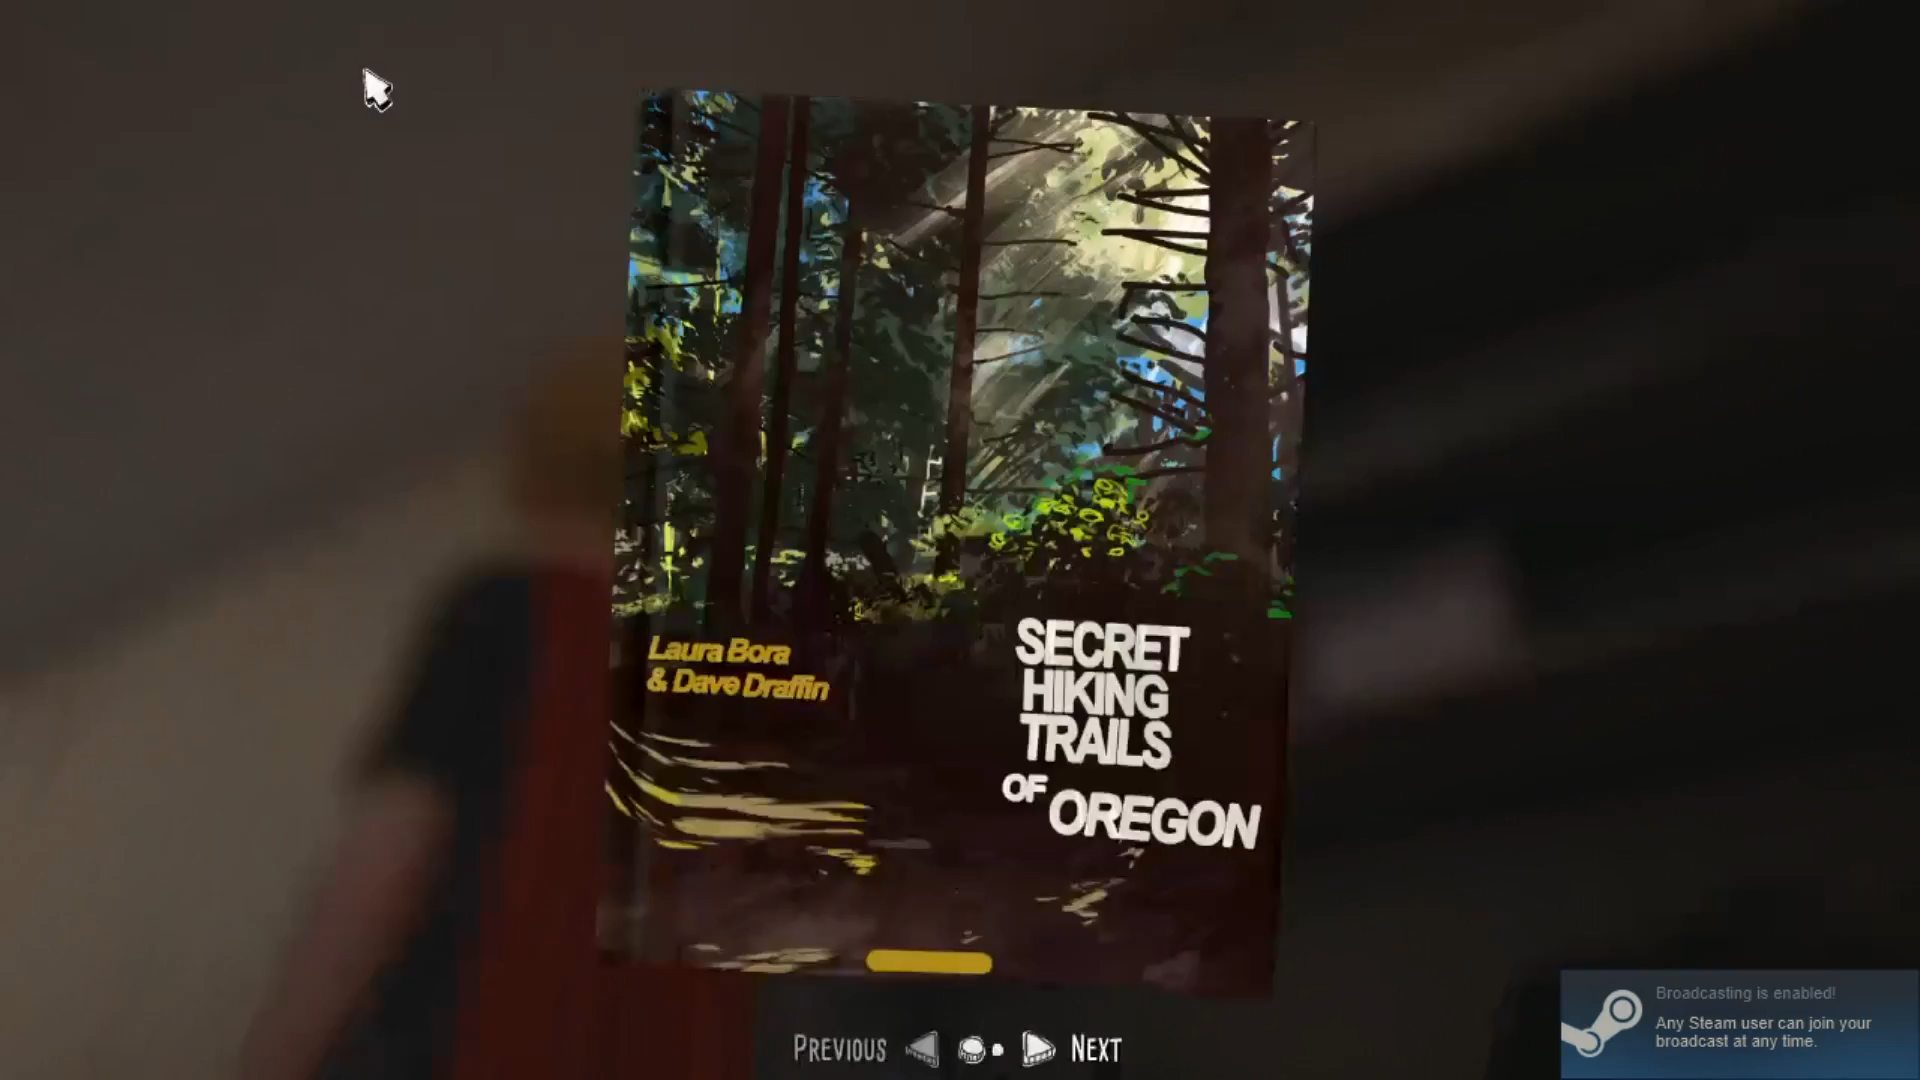 Laura Bora
& Dave Draffin
SECRET
HIKING
TRAILS
OF OREGON
PREVIOUS
NEXT
Broadcasting is enabled!
Any Steam user can join your
broadcast at any time.